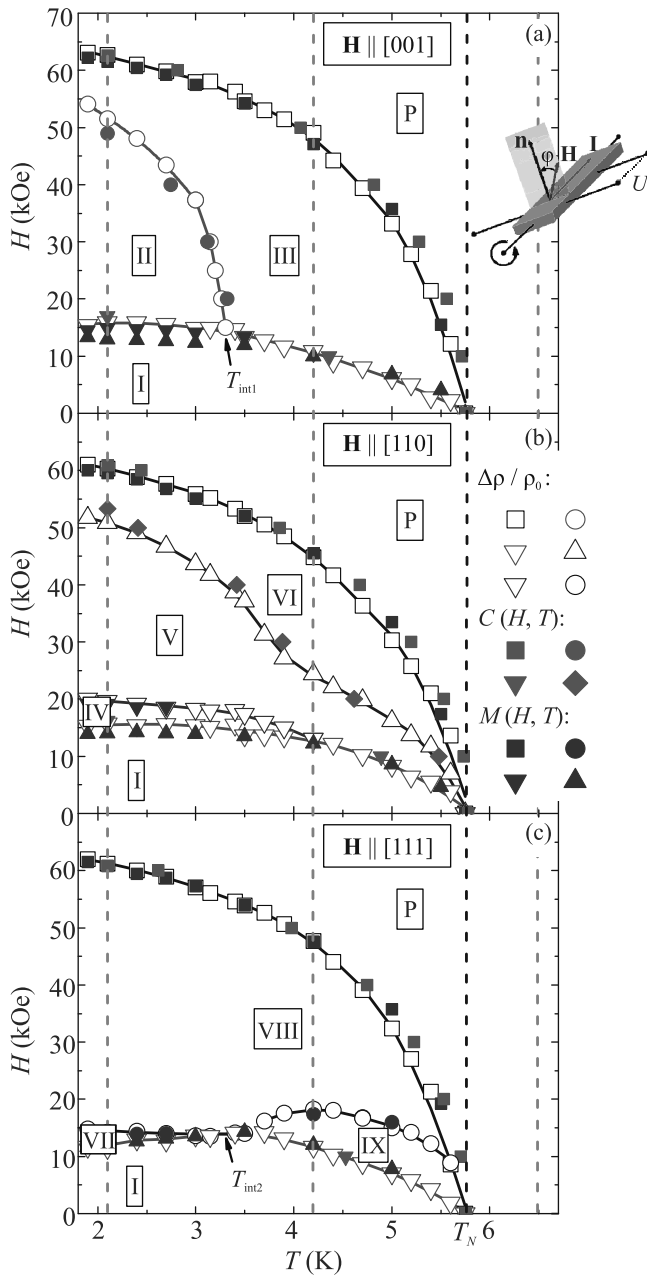 70
(a)
H || [001]
60
P
50
n
φ
H
I
U
40
H (kOe)
30
II
III
20
10
T_int1
I
0
H || [110]
(b)
60
Δρ / ρ₀:
P
50
40
VI
H (kOe)
C (H, T):
30
V
20
IV
M (H, T):
10
I
0
H || [111]
(c)
60
P
50
40
H (kOe)
30
VIII
20
VII
IX
10
T_int2
I
0
2
3
4
5
T_N
6
T (K)